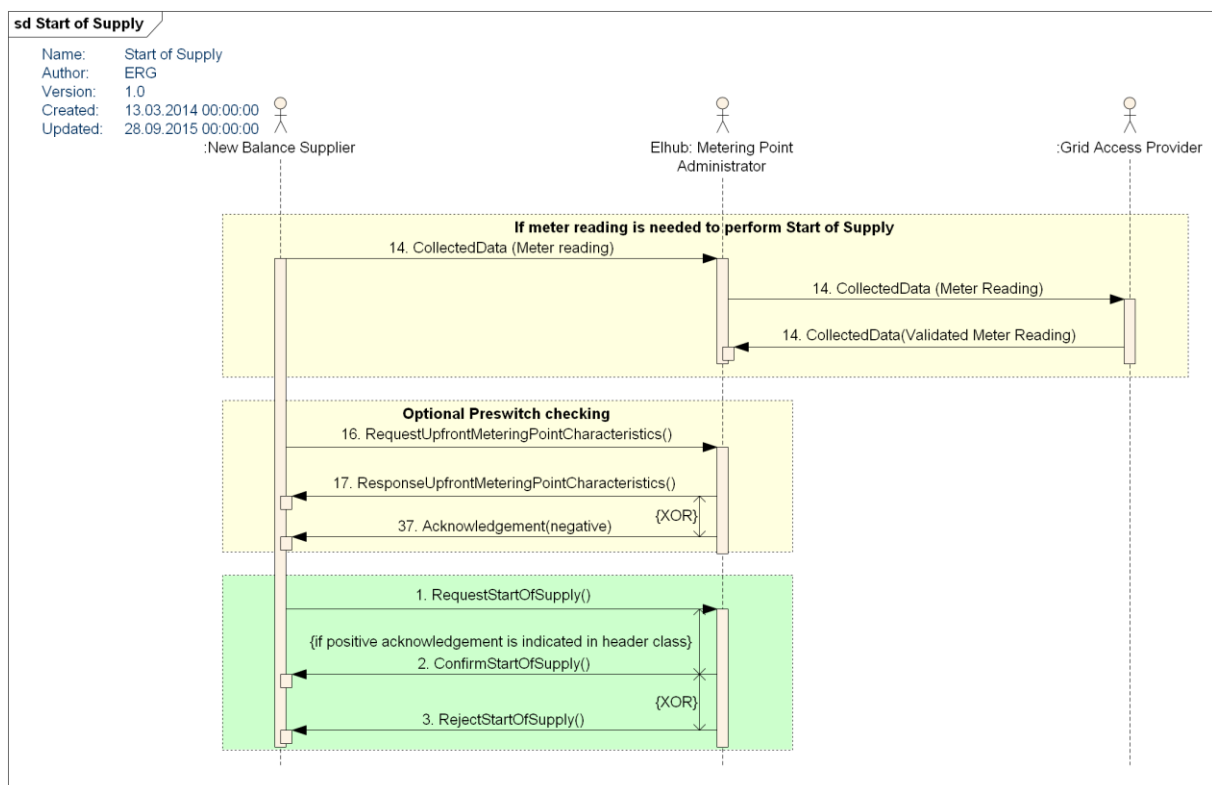 sd Start of Supply
Name: Start of Supply
Author: ERG
Version: 1.0
Created: 13.03.2014 00:00:00
Updated: 28.09.2015 00:00:00
:New Balance Supplier
Elhub: Metering Point
Administrator
:Grid Access Provider
If meter reading is needed to perform Start of Supply
14. CollectedData (Meter reading)
14. CollectedData (Meter Reading)
14. CollectedData(Validated Meter Reading)
Optional Preswitch checking
16. RequestUpfrontMeteringPointCharacteristics()
17. ResponseUpfrontMeteringPointCharacteristics()
{XOR}
37. Acknowledgement(negative)
1. RequestStartOfSupply()
{if positive acknowledgement is indicated in header class}
2. ConfirmStartOfSupply()
{XOR}
3. RejectStartOfSupply()